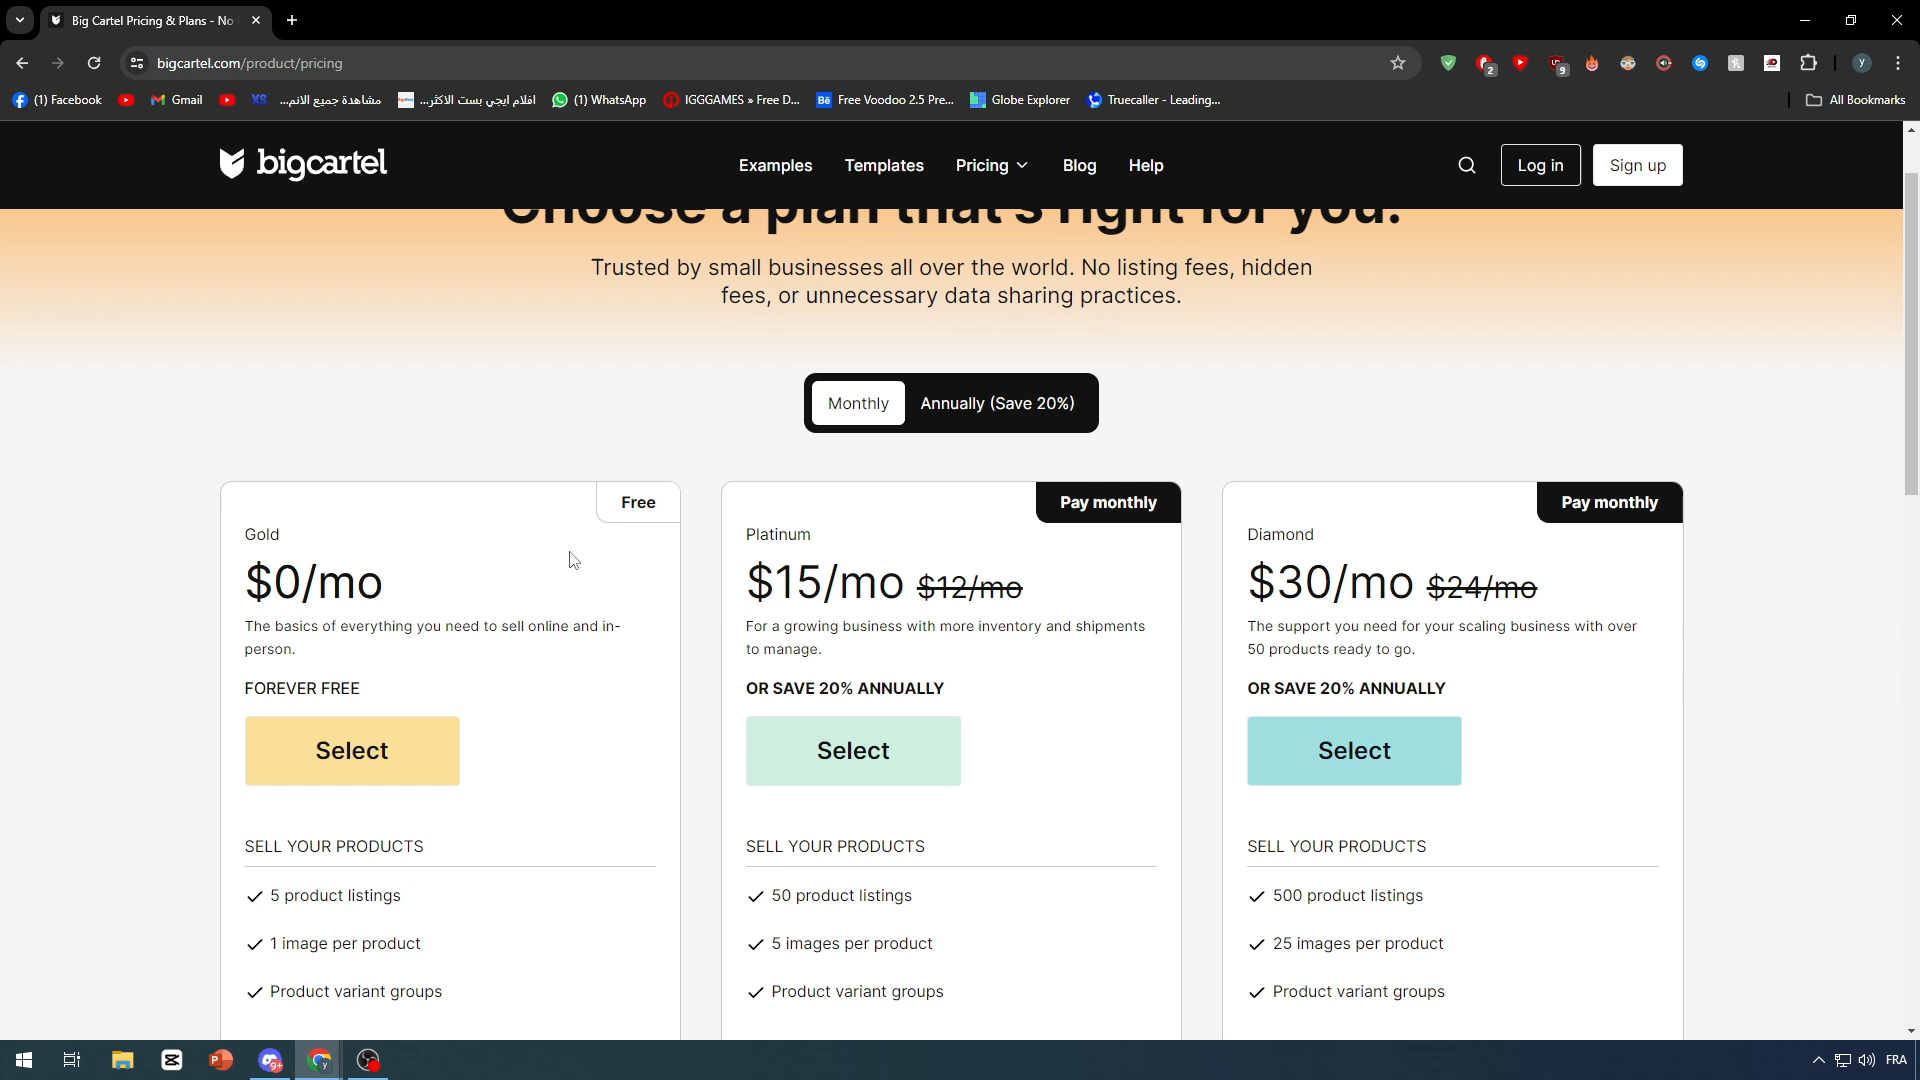 Big Cartel Pricing & Plans - No
bigcartel.com/product/pricing
2
9
y
(1) Facebook
Gmail
XS
مشاهدة جميع الانم...
افلام ايجي بست الاكثر...
(1) WhatsApp
IGGGAMES » Free D...
Bē
Free Voodoo 2.5 Pre...
Globe Explorer
Truecaller - Leading...
All Bookmarks
bigcartel
Examples
Templates
Pricing
Blog
Help
Log in
Sign up
Choose a plan that's right for you.
Trusted by small businesses all over the world. No listing fees, hidden
fees, or unnecessary data sharing practices.
Monthly
Annually (Save 20%)
Free
Gold
$0/mo
The basics of everything you need to sell online and in-
person.
FOREVER FREE
Select
SELL YOUR PRODUCTS
5 product listings
1 image per product
Product variant groups
Pay monthly
Platinum
$15/mo $12/mo
For a growing business with more inventory and shipments
to manage.
OR SAVE 20% ANNUALLY
Select
SELL YOUR PRODUCTS
50 product listings
5 images per product
Product variant groups
Pay monthly
Diamond
$30/mo $24/mo
The support you need for your scaling business with over
50 products ready to go.
OR SAVE 20% ANNUALLY
Select
SELL YOUR PRODUCTS
500 product listings
25 images per product
Product variant groups
P
9+
y
FRA